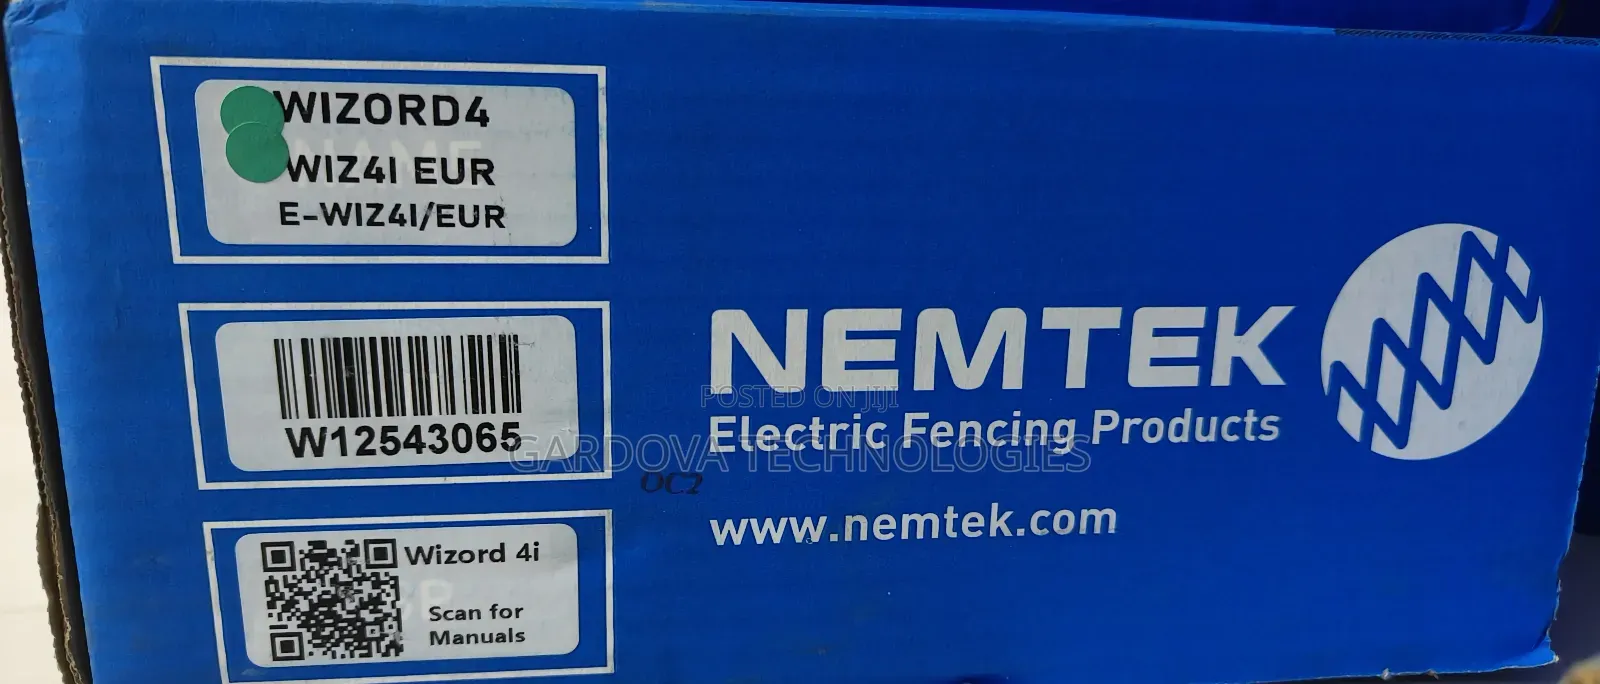 WIZORD4
WIZ4I EUR
E-WIZ4I/EUR
W12543065
Wizord 4i
Scan for
Manuals
NEMTEK
POSTED ON JIJI
Electric Fencing Products
GARDOVA TECHNOLOGIES
OC2
www.nemtek.com